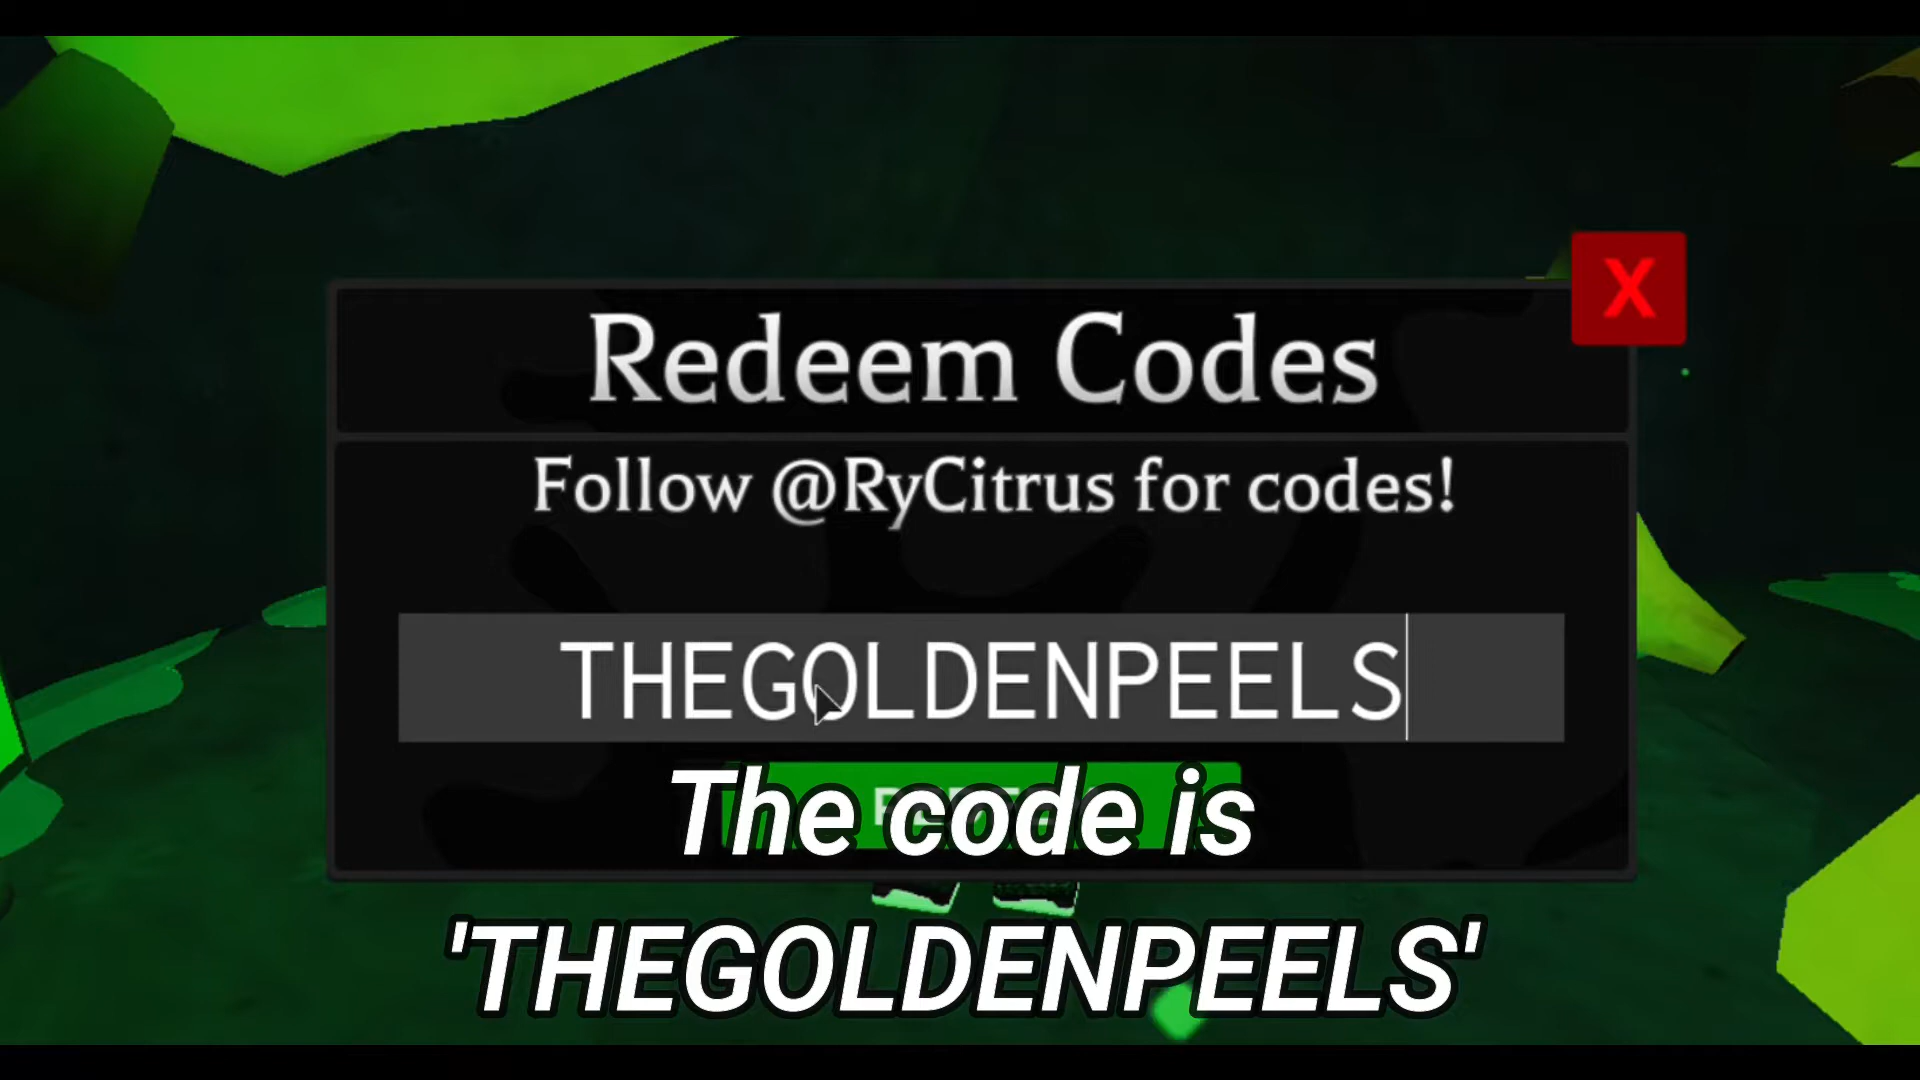 X
Redeem Codes
Follow @RyCitrus for codes!
THEGOLDENPEELS
The code is
'THEGOLDENPEELS'